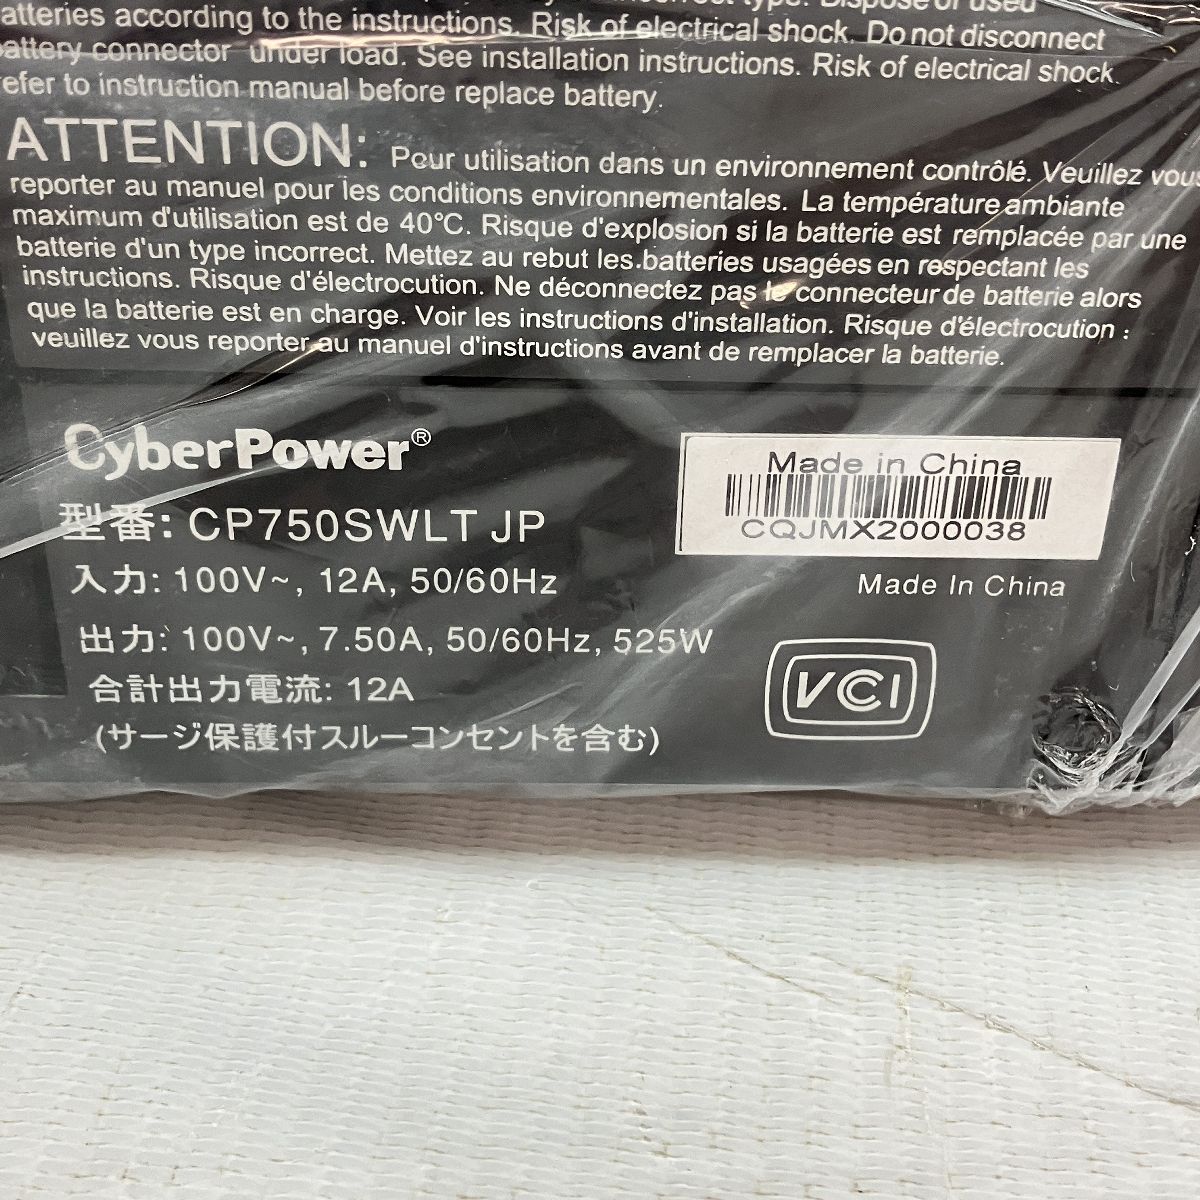 type. Dispose of used
atteries according to the instructions. Risk of electrical shock. Do not disconnect
battery connector under load. See installation instructions. Risk of electrical shock.
efer to instruction manual before replace battery.
ATTENTION: Pour utilisation dans un environnement contrôlé. Veuillez vous
reporter au manuel pour les conditions environnementales. La température ambiante
maximum d'utilisation est de 40°C. Risque d'explosion si la batterie est remplacée par une
batterie d'un type incorrect. Mettez au rebut les batteries usagées en respectant les
instructions. Risque d'électrocution. Ne déconnectez pas le connecteur de batterie alors
que la batterie est en charge. Voir les instructions d'installation. Risque d'électrocution :
veuillez vous reporter au manuel d'instructions avant de remplacer la batterie.
CyberPower®
型番: CP750SWLT JP
入力: 100V~, 12A, 50/60Hz
出力: 100V~, 7.50A, 50/60Hz, 525W
合計出力電流: 12A
(サージ保護付スルーコンセントを含む)
Made in China
CQJMX2000038
Made In China
VCCI